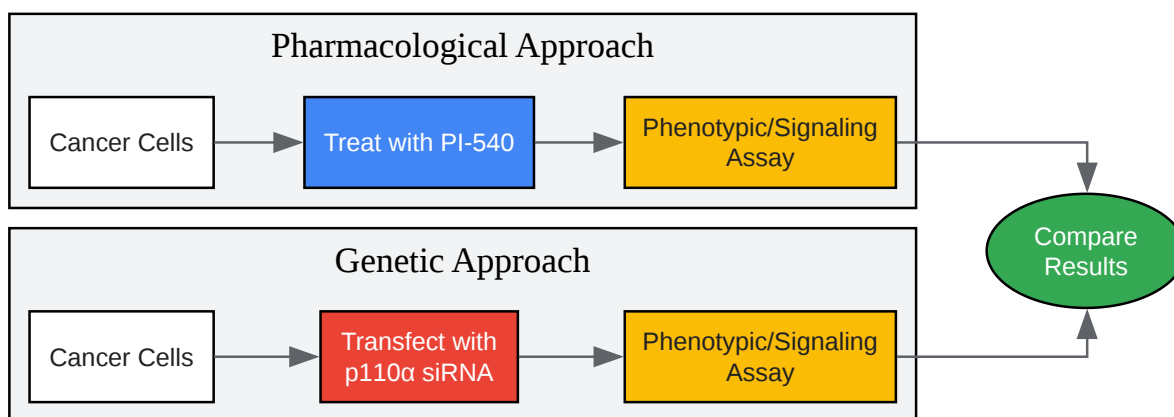 Pharmacological Approach
Cancer Cells
Treat with PI-540
Phenotypic/Signaling
Assay
Compare
Results
Genetic Approach
Cancer Cells
Transfect with
p110α siRNA
Phenotypic/Signaling
Assay